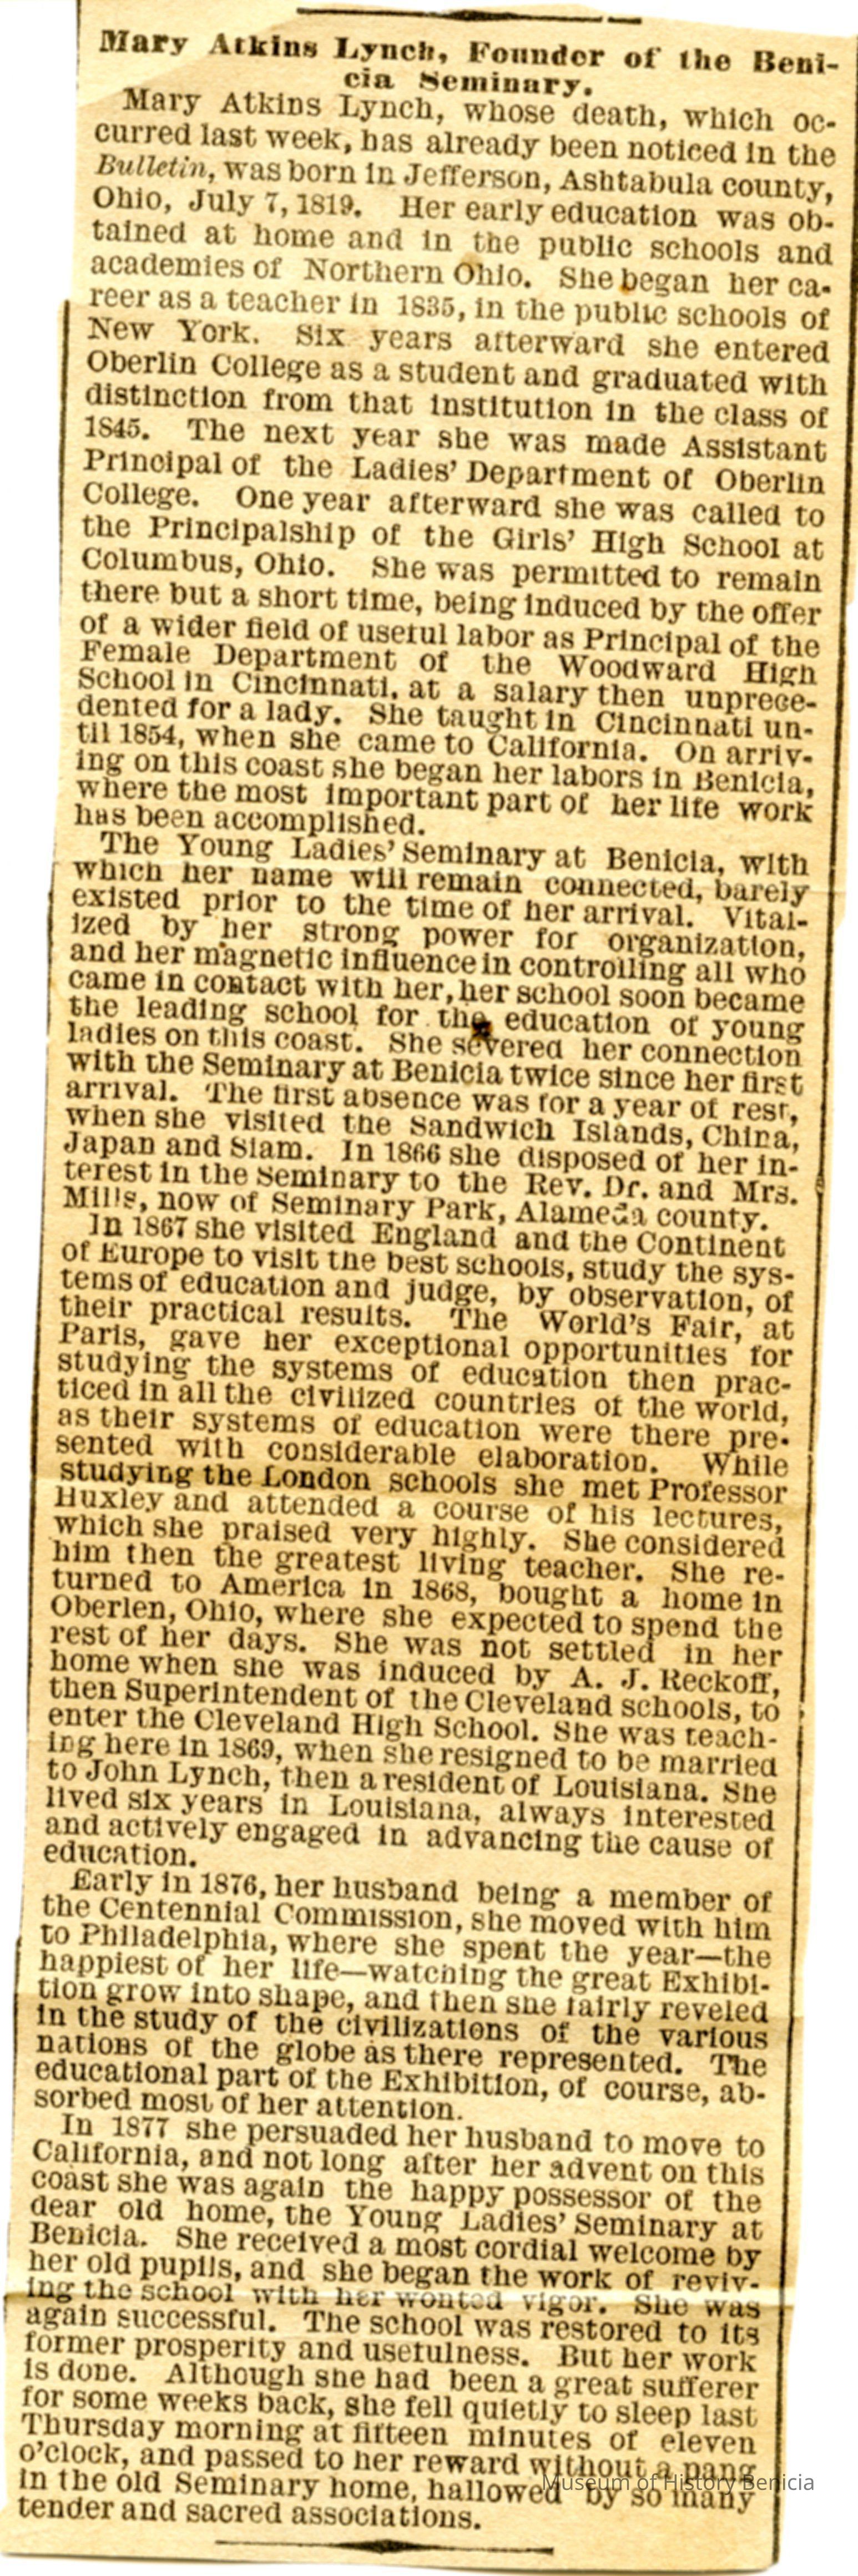 Mary Atkins Lynch, Founder of the Beni-
cia Seminary.
Mary Atkins Lynch, whose death, which oc-
curred last week, has already been noticed in the
Bulletin, was born in Jefferson, Ashtabula county,
Ohio, July 7, 1819. Her early education was ob-
tained at home and in the public schools and
academies of Northern Ohio. She began her ca-
reer as a teacher in 1835, in the public schools of
New York. Six years afterward she entered
Oberlin College as a student and graduated with
distinction from that institution in the class of
1845. The next year she was made Assistant
Principal of the Ladies' Department of Oberlin
College. One year afterward she was called to
the Principalship of the Girls' High School at
Columbus, Ohio. She was permitted to remain
there but a short time, being induced by the offer
of a wider field of useful labor as Principal of the
Female Department of the Woodward High
School in Cincinnati, at a salary then unprece-
dented for a lady. She taught in Cincinnati un-
til 1854, when she came to California. On arriv-
ing on this coast she began her labors in Benicia,
where the most important part of her life work
has been accomplished.
The Young Ladies' Seminary at Benicia, with
which her name will remain connected, barely
existed prior to the time of her arrival. Vital-
ized by her strong power for organization,
and her magnetic influence in controlling all who
came in contact with her, her school soon became
the leading school for the education of young
ladies on this coast. She severed her connection
with the Seminary at Benicia twice since her first
arrival. The first absence was for a year of rest,
when she visited the Sandwich Islands, China,
Japan and Siam. In 1866 she disposed of her in-
terest in the Seminary to the Rev. Dr. and Mrs.
Mills, now of Seminary Park, Alameda county.
In 1867 she visited England and the Continent
of Europe to visit the best schools, study the sys-
tems of education and judge, by observation, of
their practical results. The World's Fair, at
Paris, gave her exceptional opportunities for
studying the systems of education then prac-
ticed in all the civilized countries of the world,
as their systems of education were there pre-
sented with considerable elaboration. While
studying the London schools she met Professor
Huxley and attended a course of his lectures,
which she praised very highly. She considered
him then the greatest living teacher. She re-
turned to America in 1868, bought a home in
Oberlen, Ohio, where she expected to spend the
rest of her days. She was not settled in her
home when she was induced by A. J. Reckoff,
then Superintendent of the Cleveland schools, to
enter the Cleveland High School. She was teach-
ing here in 1869, when she resigned to be married
to John Lynch, then a resident of Louisiana. She
lived six years in Louisiana, always interested
and actively engaged in advancing the cause of
education.
Early in 1876, her husband being a member of
the Centennial Commission, she moved with him
to Philadelphia, where she spent the year—the
happiest of her life—watching the great Exhibi-
tion grow into shape, and then she fairly reveled
in the study of the civilizations of the various
nations of the globe as there represented. The
educational part of the Exhibition, of course, ab-
sorbed most of her attention.
In 1877 she persuaded her husband to move to
California, and not long after her advent on this
coast she was again the happy possessor of the
dear old home, the Young Ladies' Seminary at
Benicia. She received a most cordial welcome by
her old pupils, and she began the work of reviv-
ing the school with her wonted vigor. She was
again successful. The school was restored to its
former prosperity and usefulness. But her work
is done. Although she had been a great sufferer
for some weeks back, she fell quietly to sleep last
Thursday morning at fifteen minutes of eleven
o'clock, and passed to her reward without a pang
in the old Seminary home, hallowed by so many
tender and sacred associations.
Museum of History Benicia